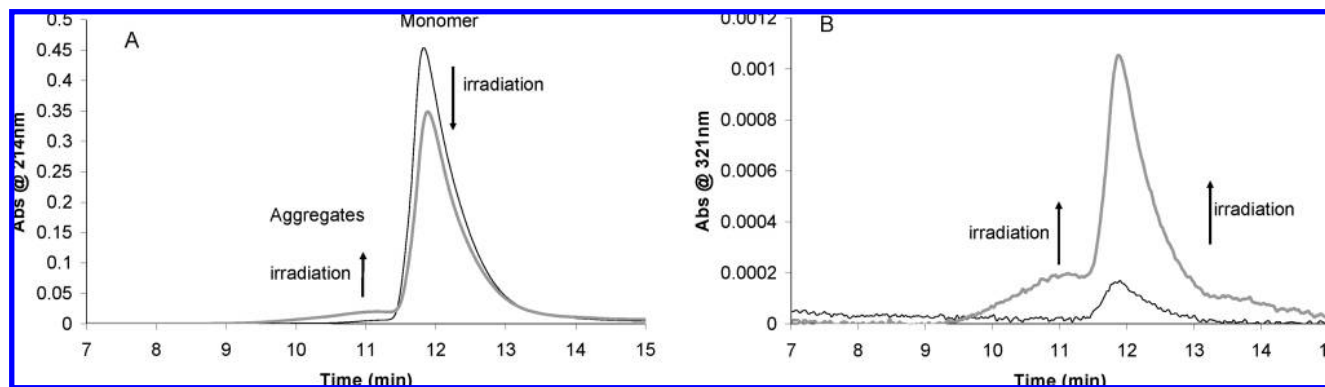 A
Monomer
irradiation
Aggregates
irradiation
Abs @ 214nm
0.5
0.45
0.4
0.35
0.3
0.25
0.2
0.15
0.1
0.05
0
7 8 9 10 11 12 13 14 15
Time (min)
B
irradiation
irradiation
Abs @ 321nm
0.001
0.0008
0.0006
0.0004
0.0002
0
7 8 9 10 11 12 13 14 1
Time (min)